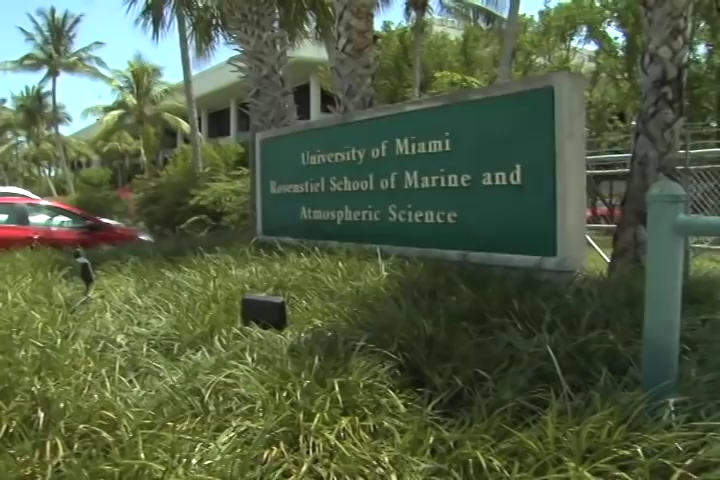 University of Miami
Rosenstiel School of Marine and
Atmospheric Science